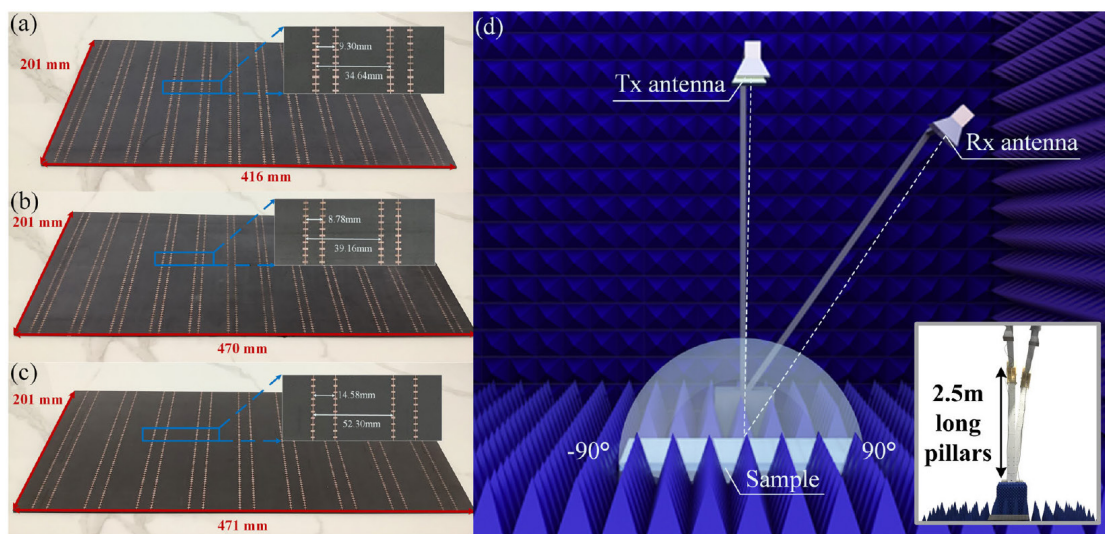 (a)
201 mm
9.30mm
34.64mm
416 mm
(b)
201 mm
8.78mm
39.16mm
470 mm
(c)
201 mm
14.58mm
52.30mm
471 mm
(d)
Tx antenna
Rx antenna
-90°
90°
Sample
2.5m
long
pillars